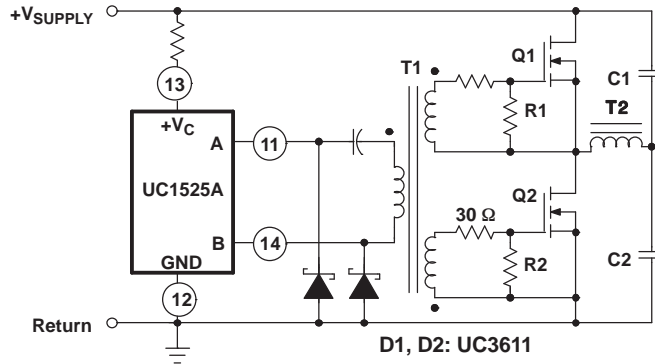 +VSUPPLY
Q1
T1
C1
13
+VC
R1
T2
A
11
UC1525A
Q2
30 Ω
B
14
GND
R2
C2
12
Return
D1, D2: UC3611